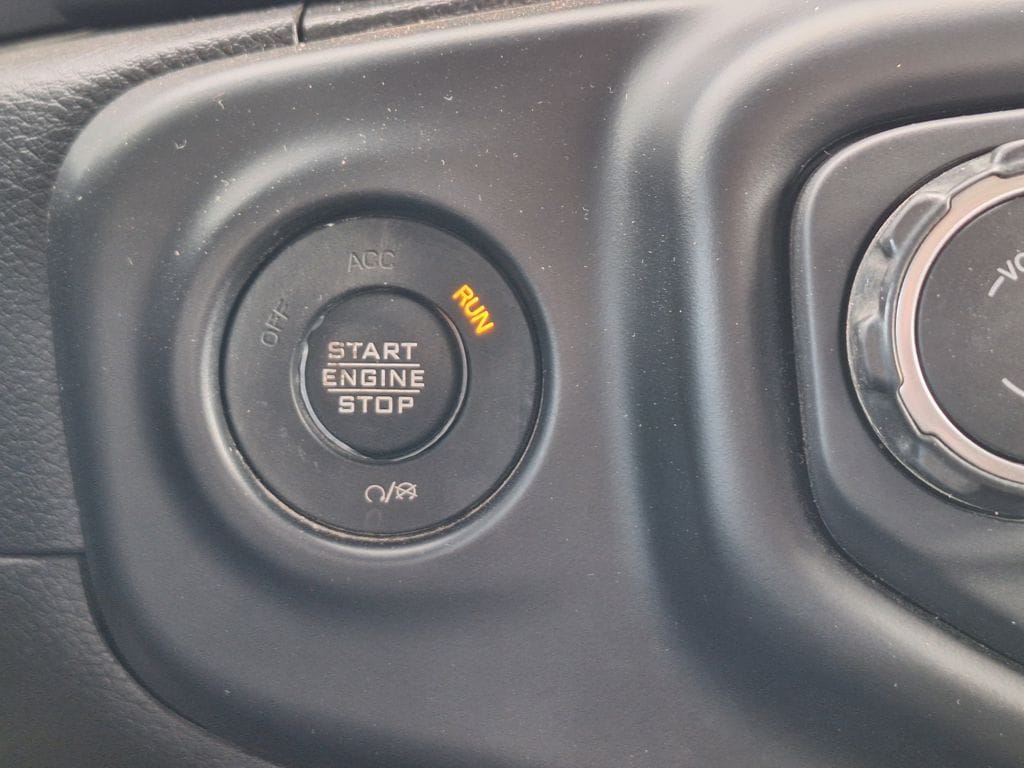 ACC
OFF
RUN
START
ENGINE
STOP